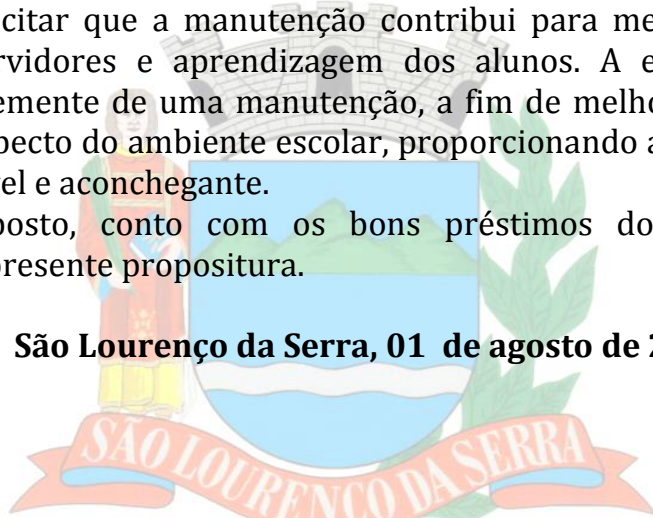 citar que a manutenção contribui para me
rvidores e aprendizagem dos alunos. A e
emente de uma manutenção, a fim de melho
pecto do ambiente escolar, proporcionando a
vel e aconchegante.
posto, conto com os bons préstimos do
presente propositura.
São Lourenço da Serra, 01 de agosto de 2
SÃO LOURENÇO DA SERRA